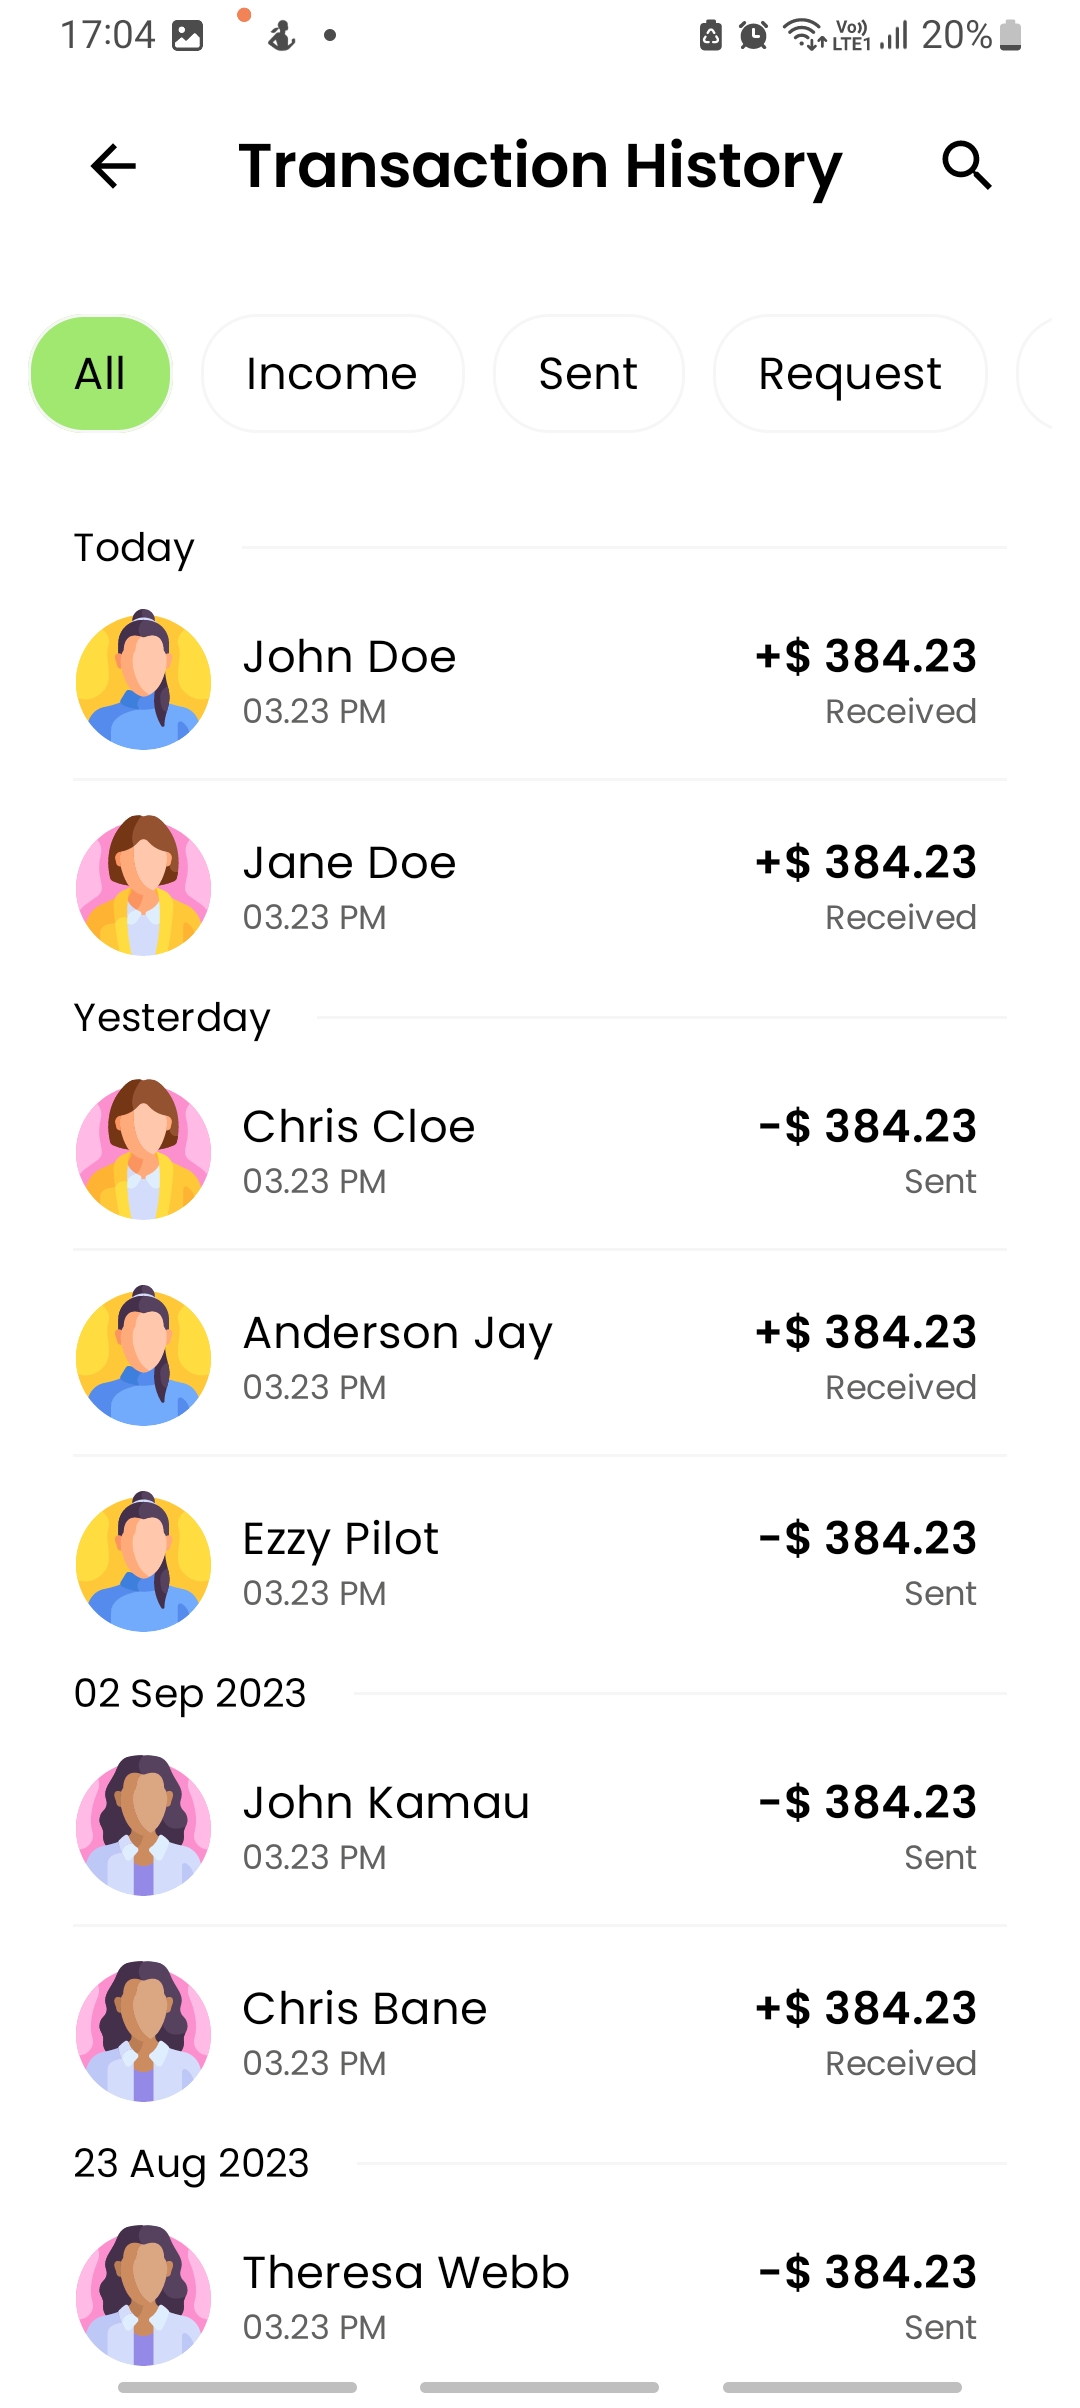 17:04 Vo)) LTE1 20%
Transaction History
All Income Sent Request
Today
John Doe +$ 384.23
03.23 PM Received
Jane Doe +$ 384.23
03.23 PM Received
Yesterday
Chris Cloe -$ 384.23
03.23 PM Sent
Anderson Jay +$ 384.23
03.23 PM Received
Ezzy Pilot -$ 384.23
03.23 PM Sent
02 Sep 2023
John Kamau -$ 384.23
03.23 PM Sent
Chris Bane +$ 384.23
03.23 PM Received
23 Aug 2023
Theresa Webb -$ 384.23
03.23 PM Sent